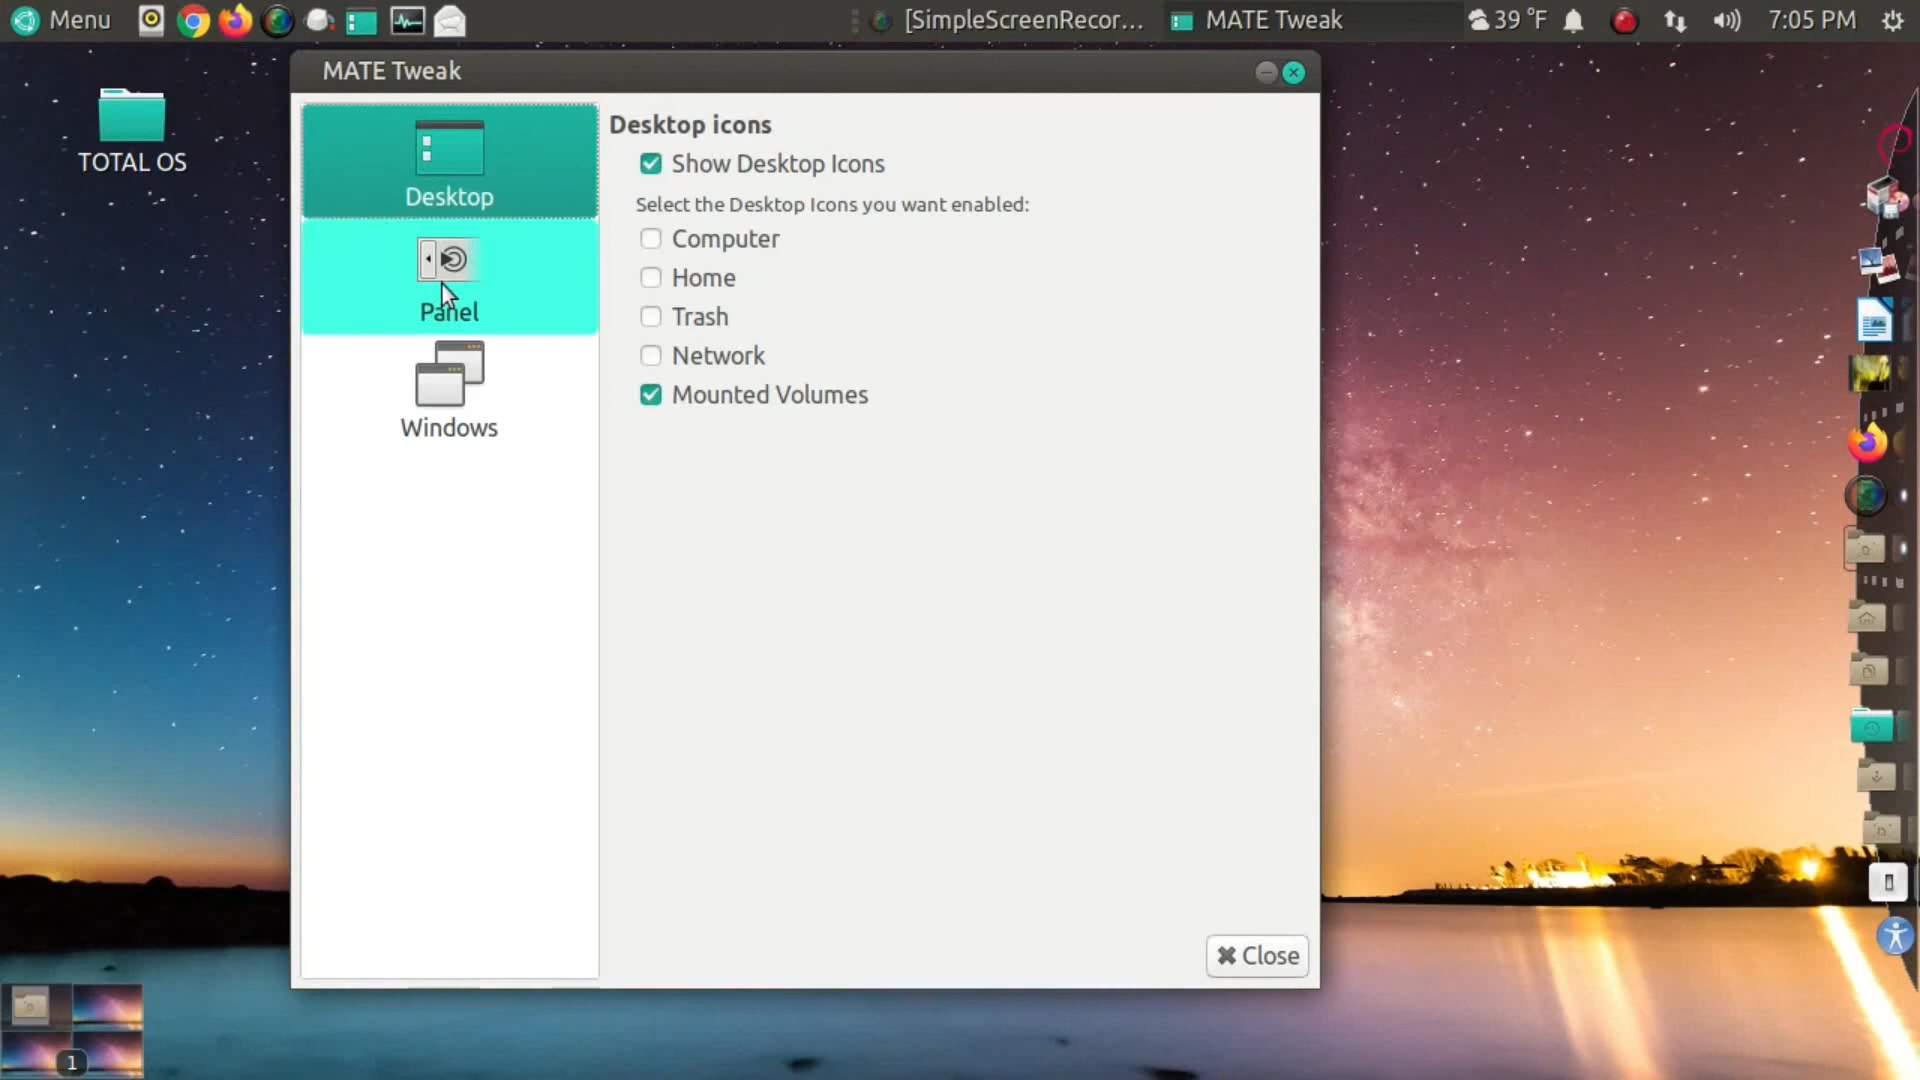 Menu
[SimpleScreenRecor...
MATE Tweak
39 °F
7:05 PM
MATE Tweak
TOTAL OS
Desktop
Panel
Windows
Desktop icons
Show Desktop Icons
Select the Desktop Icons you want enabled:
Computer
Home
Trash
Network
Mounted Volumes
Close
1